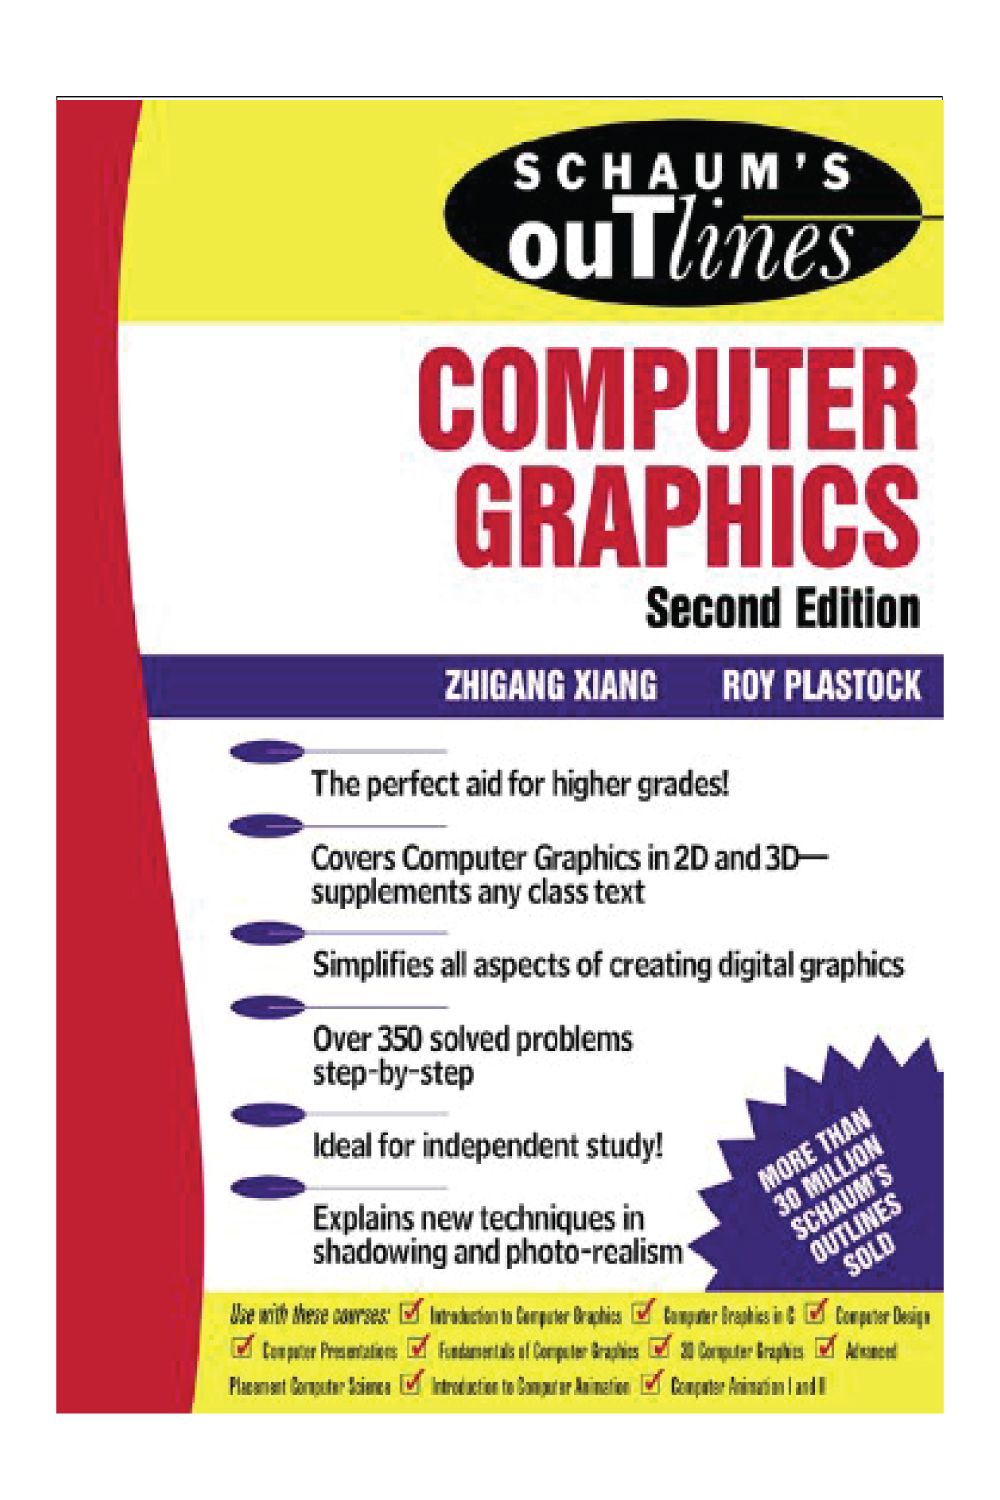 SCHAUM'S
ouTlines
COMPUTER
GRAPHICS
Second Edition
ZHIGANG XIANG ROY PLASTOCK
The perfect aid for higher grades!
Covers Computer Graphics in 2D and 3D—
supplements any class text
Simplifies all aspects of creating digital graphics
Over 350 solved problems
step-by-step
Ideal for independent study!
Explains new techniques in
shadowing and photo-realism
MORE THAN
30 MILLION
SCHAUM'S
OUTLINES
SOLD
Use with these courses: Introduction to Computer Graphics Computer Graphics in C Computer Design
Computer Presentations Fundamentals of Computer Graphics 3D Computer Graphics Advanced
Placement Computer Science Introduction to Computer Animation Computer Animation I and II